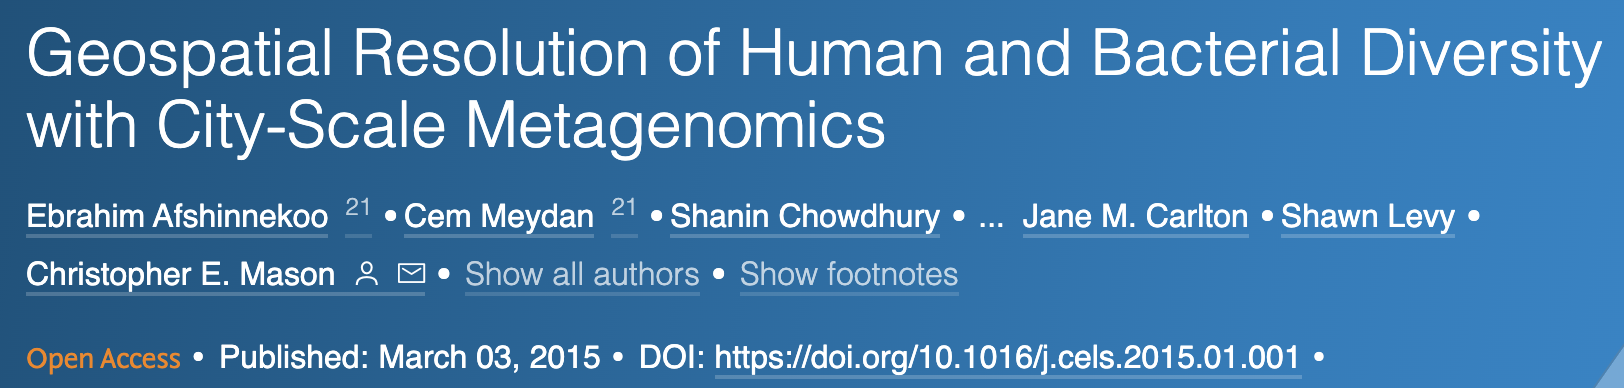 Geospatial Resolution of Human and Bacterial Diversity
with City-Scale Metagenomics
Ebrahim Afshinnekoo 21 • Cem Meydan 21 • Shanin Chowdhury • ... Jane M. Carlton • Shawn Levy •
Christopher E. Mason • Show all authors • Show footnotes
Open Access • Published: March 03, 2015 • DOI: https://doi.org/10.1016/j.cels.2015.01.001 •